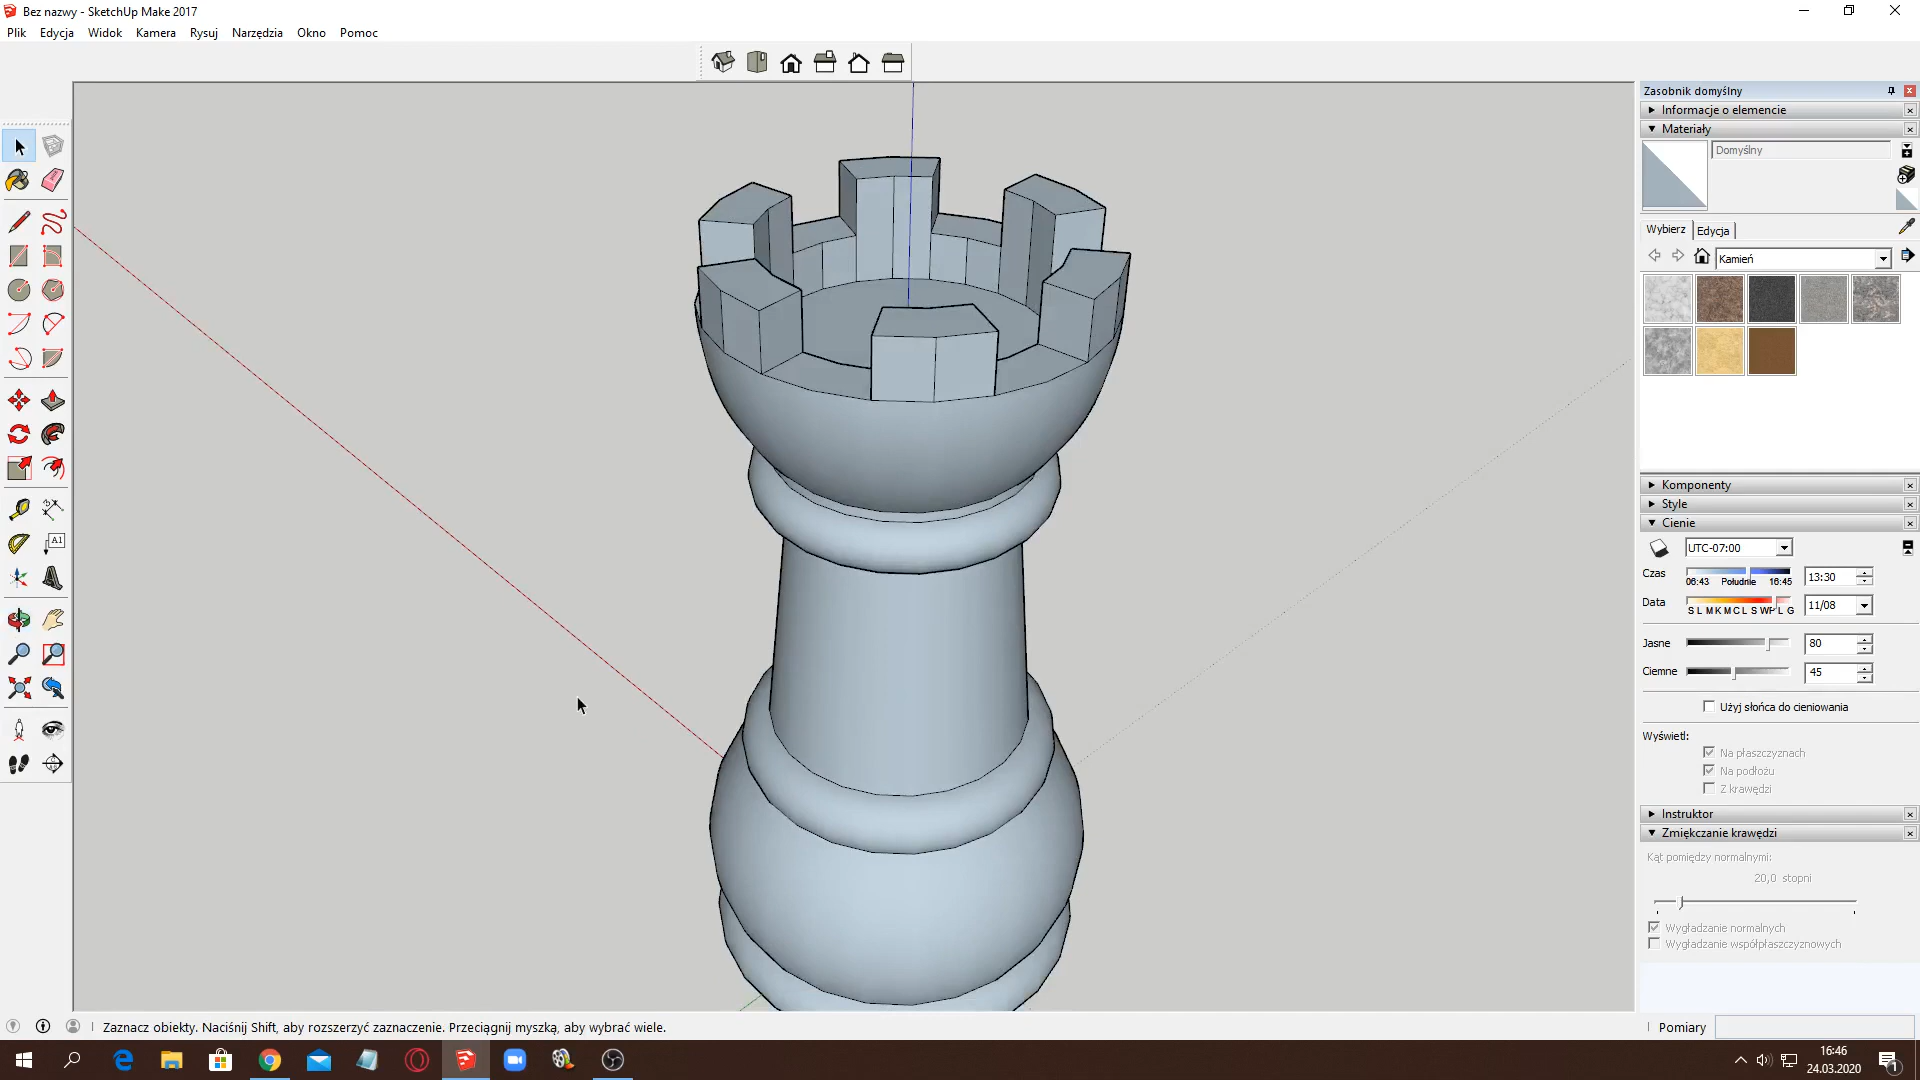 Bez nazwy - SketchUp Make 2017
Plik Edycja Widok Kamera Rysuj Narzędzia Okno Pomoc
Zasobnik domyślny
Informacje o elemencie
Materiały
Domyślny
Wybierz Edycja
Kamień
Komponenty
Style
Cienie
UTC-07:00
Czas 06:43 Południe 16:45 13:30
Data 11/08
Jasne 80
Ciemne 45
Użyj słońca do cieniowania
Wyświetl:
Na płaszczyznach
Na podłożu
Z krawędzi
Instruktor
Zmiękczanie krawędzi
Kąt pomiędzy normalnymi:
20,0 stopni
Wygładzanie normalnych
Wygładzanie współpłaszczyznowych
A1
Zaznacz obiekty. Naciśnij Shift, aby rozszerzyć zaznaczenie. Przeciągnij myszką, aby wybrać wiele.
Pomiary
16:46
24.03.2020
1